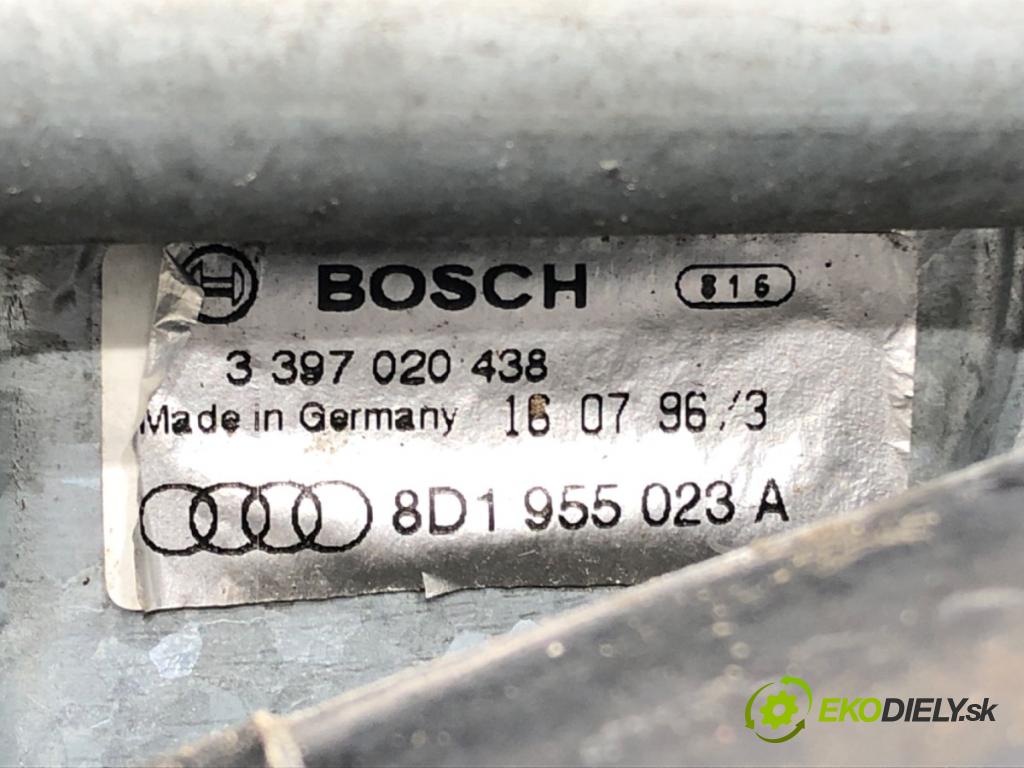 BOSCH 816
3 397 020 438
Made in Germany 16 07 96/3
8D1 955 023 A
EKODIELY.sk